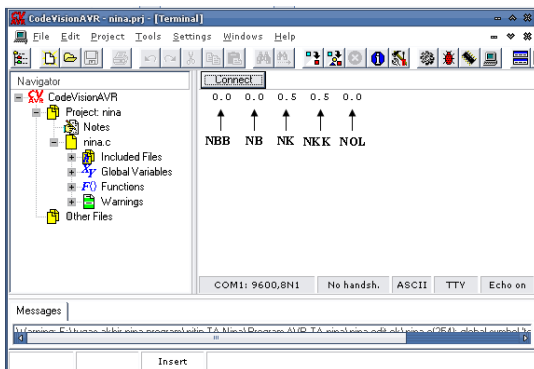 CodeVisionAVR - nina.prj - [Terminal]
File Edit Project Tools Settings Windows Help
Navigator
CodeVisionAVR
Project: nina
Notes
nina.c
Included Files
Global Variables
Functions
Warnings
Other Files
Connect
0.0 0.0 0.5 0.5 0.0
NBB NB NK NKK NOL
COM1: 9600,8N1 No handsh. ASCII TTY Echo on
Messages
Insert